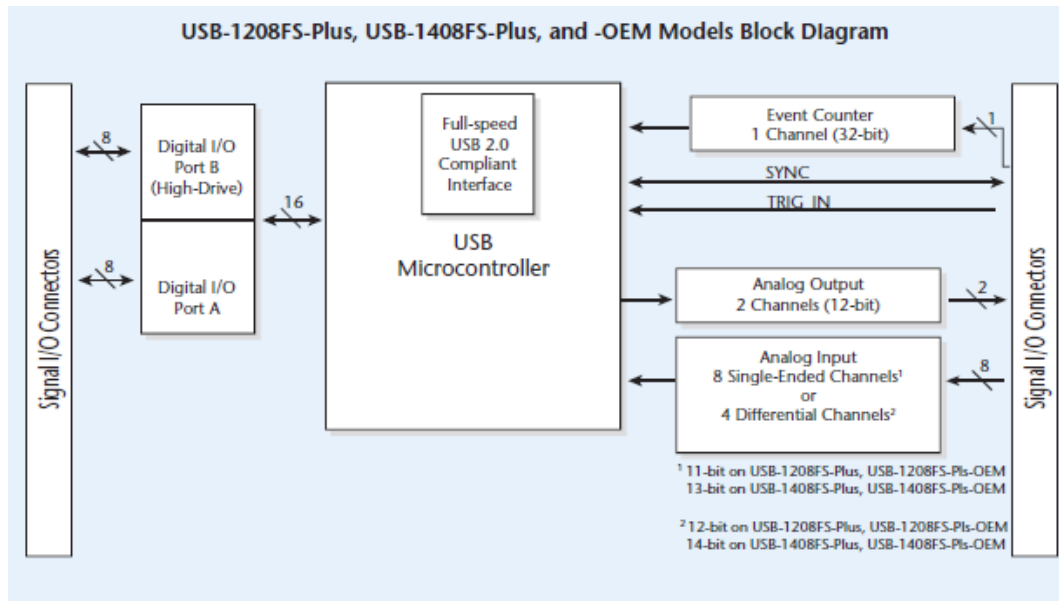 USB-1208FS-Plus, USB-1408FS-Plus, and -OEM Models Block Diagram
Signal I/O Connectors
8
Digital I/O
Port B
(High-Drive)
8
Digital I/O
Port A
16
Full-speed
USB 2.0
Compliant
Interface
USB
Microcontroller
Event Counter
1 Channel (32-bit)
1
SYNC
TRIG IN
Analog Output
2 Channels (12-bit)
2
Analog Input
8 Single-Ended Channels¹
or
4 Differential Channels²
8
¹ 11-bit on USB-1208FS-Plus, USB-1208FS-Pls-OEM
13-bit on USB-1408FS-Plus, USB-1408FS-Pls-OEM
² 12-bit on USB-1208FS-Plus, USB-1208FS-Pls-OEM
14-bit on USB-1408FS-Plus, USB-1408FS-Pls-OEM
Signal I/O Connectors